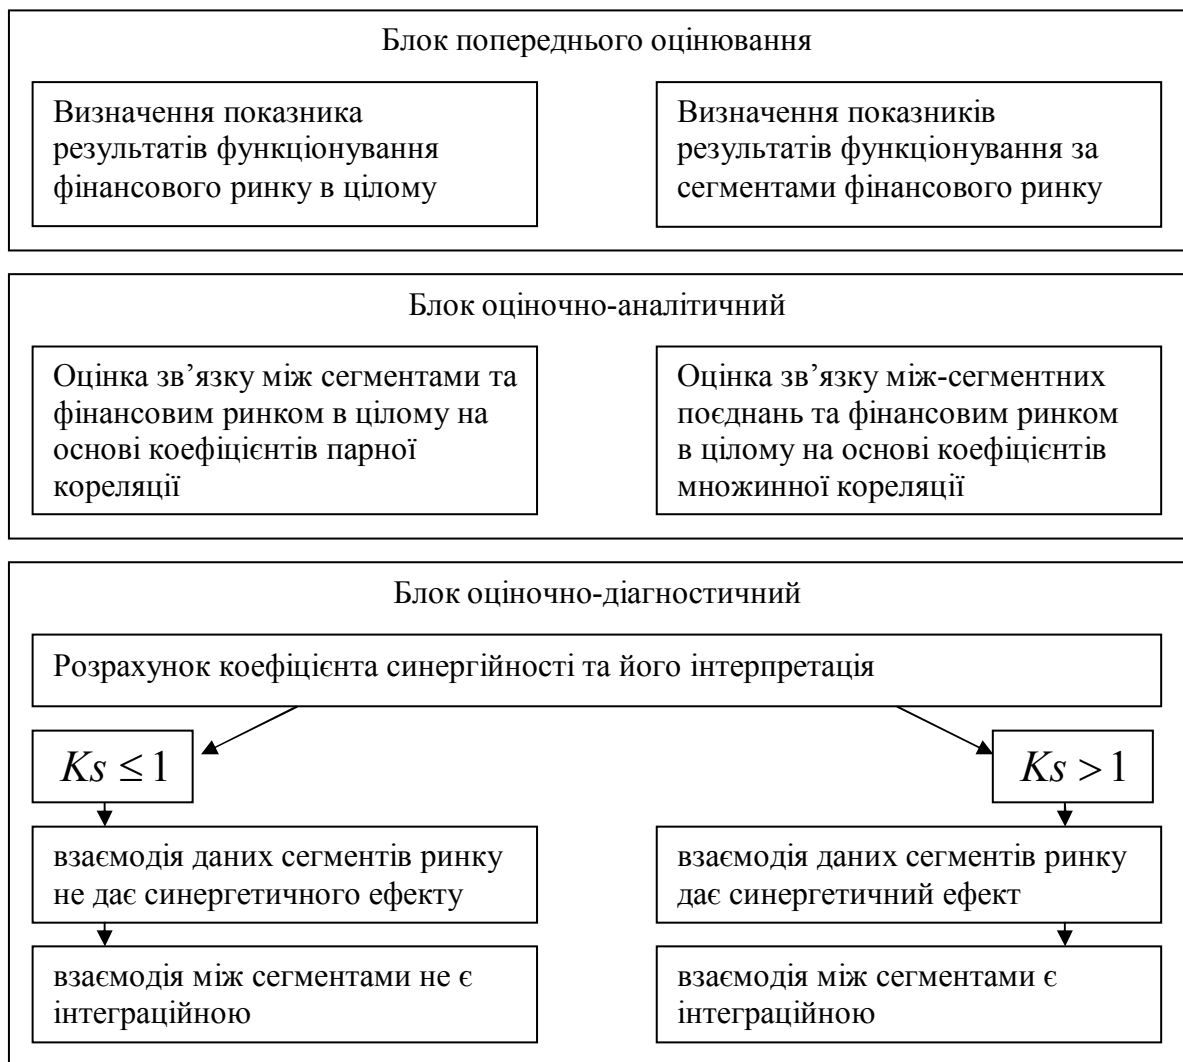 Блок попереднього оцінювання
Визначення показника
результатів функціонування
фінансового ринку в цілому
Визначення показників
результатів функціонування за
сегментами фінансового ринку
Блок оціночно-аналітичний
Оцінка зв’язку між сегментами та
фінансовим ринком в цілому на
основі коефіцієнтів парної
кореляції
Оцінка зв’язку між-сегментних
поєднань та фінансовим ринком
в цілому на основі коефіцієнтів
множинної кореляції
Блок оціночно-діагностичний
Розрахунок коефіцієнта синергійності та його інтерпретація
Ks ≤ 1
Ks > 1
взаємодія даних сегментів ринку
не дає синергетичного ефекту
взаємодія даних сегментів ринку
дає синергетичний ефект
взаємодія між сегментами не є
інтеграційною
взаємодія між сегментами є
інтеграційною